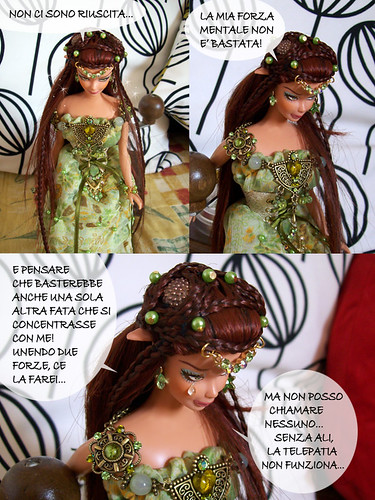 NON CI SONO RIUSCITA...
LA MIA FORZA
MENTALE NON
E' BASTATA!
E PENSARE
CHE BASTEREBBE
ANCHE UNA SOLA
ALTRA FATA CHE SI
CONCENTRASSE
CON ME!
UNENDO DUE
FORZE, CE
LA FAREI...
MA NON POSSO
CHIAMARE
NESSUNO...
SENZA ALI,
LA TELEPATIA
NON FUNZIONA...